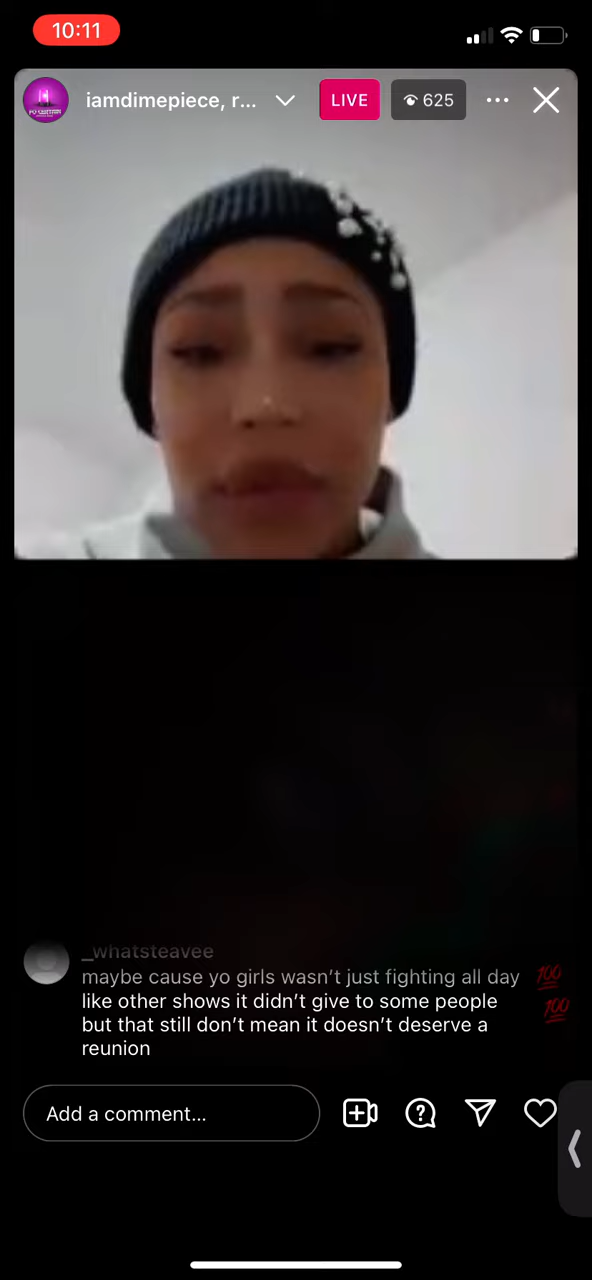 10:11
iamdimepiece, r...
LIVE
625
_whatsteavee
maybe cause yo girls wasn't just fighting all day
like other shows it didn't give to some people
but that still don't mean it doesn't deserve a
reunion
Add a comment...